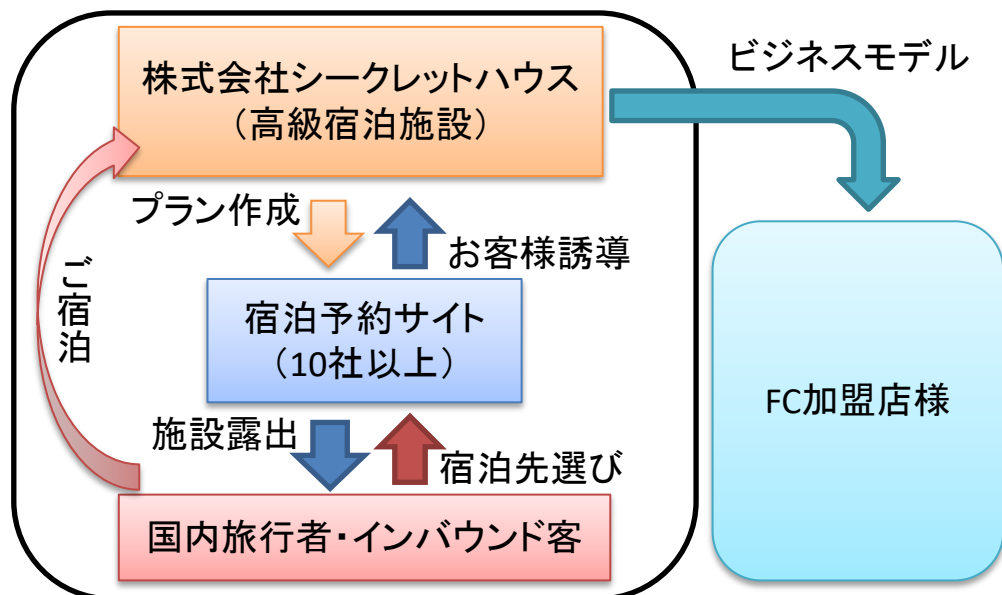 株式会社シークレットハウス
（高級宿泊施設）
ビジネスモデル
プラン作成
お客様誘導
ご宿泊
宿泊予約サイト
（10社以上）
FC加盟店様
施設露出
宿泊先選び
国内旅行者・インバウンド客